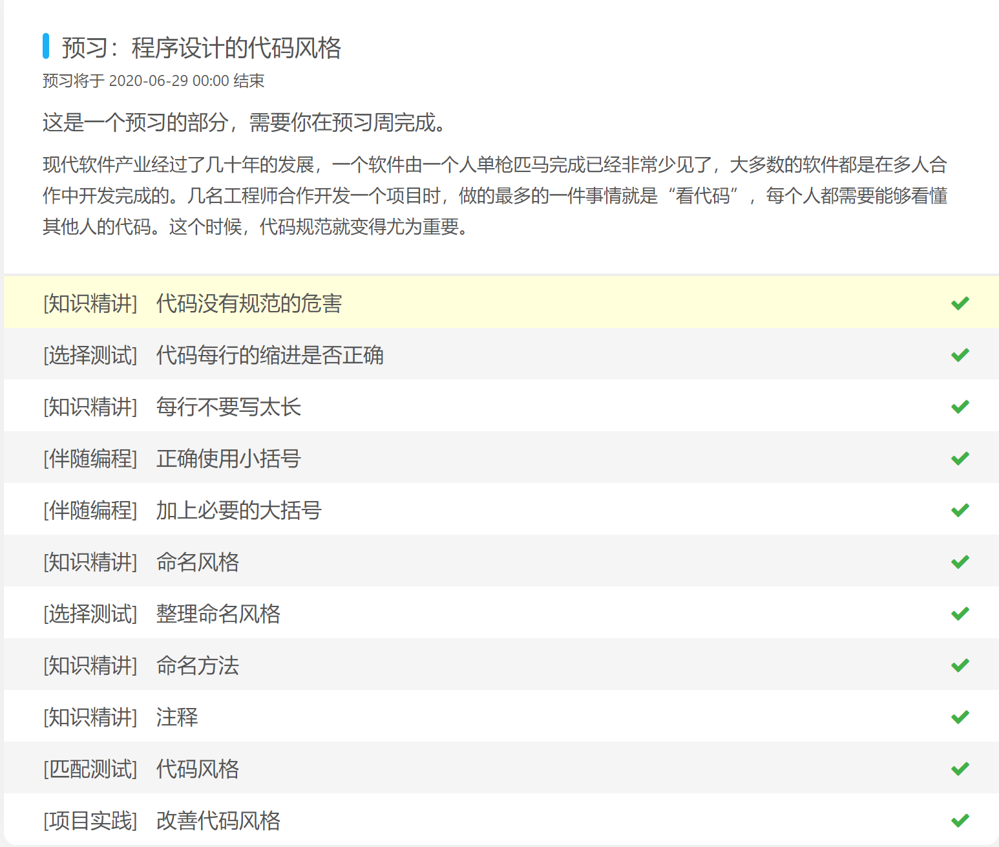 预习：程序设计的代码风格
预习将于 2020-06-29 00:00 结束
这是一个预习的部分，需要你在预习周完成。
现代软件产业经过了几十年的发展，一个软件由一个人单枪匹马完成已经非常少见了，大多数的软件都是在多人合
作中开发完成的。几名工程师合作开发一个项目时，做的最多的一件事情就是“看代码”，每个人都需要能够看懂
其他人的代码。这个时候，代码规范就变得尤为重要。
[知识精讲] 代码没有规范的危害
[选择测试] 代码每行的缩进是否正确
[知识精讲] 每行不要写太长
[伴随编程] 正确使用小括号
[伴随编程] 加上必要的大括号
[知识精讲] 命名风格
[选择测试] 整理命名风格
[知识精讲] 命名方法
[知识精讲] 注释
[匹配测试] 代码风格
[项目实践] 改善代码风格